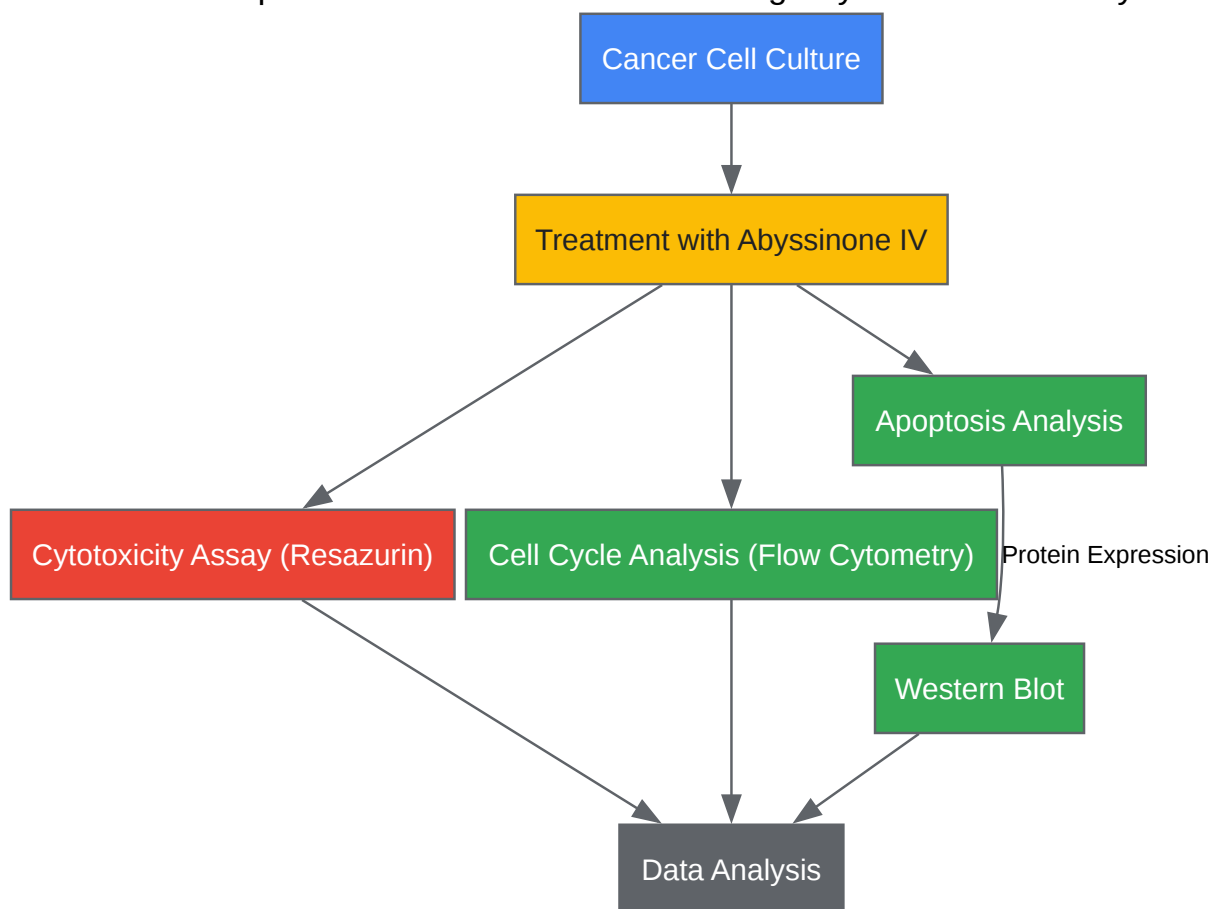 Cancer Cell Culture
Treatment with Abyssinone IV
Apoptosis Analysis
Cytotoxicity Assay (Resazurin)
Cell Cycle Analysis (Flow Cytometry)
Protein Expression
Western Blot
Data Analysis